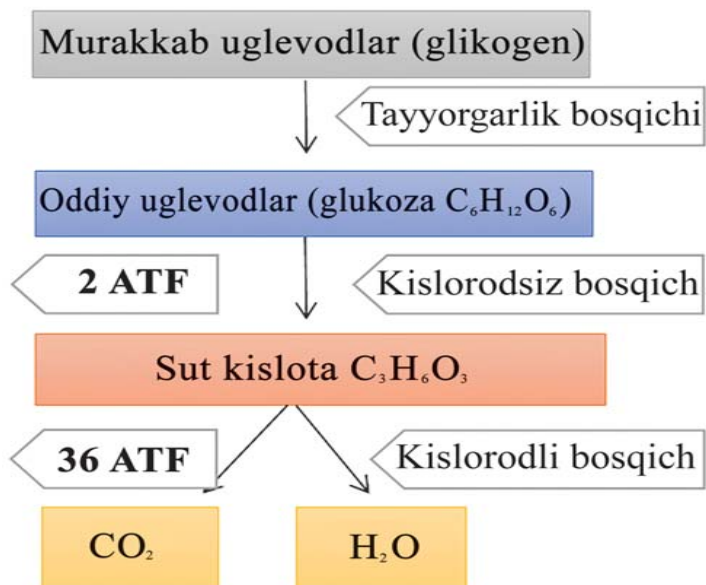 Murakkab uglevodlar (glikogen)
Tayyorgarlik bosqichi
Oddiy uglevodlar (glukoza C₆H₁₂O₆)
2 ATF
Kislorodsiz bosqich
Sut kislota C₃H₆O₃
36 ATF
Kislorodli bosqich
CO₂
H₂O